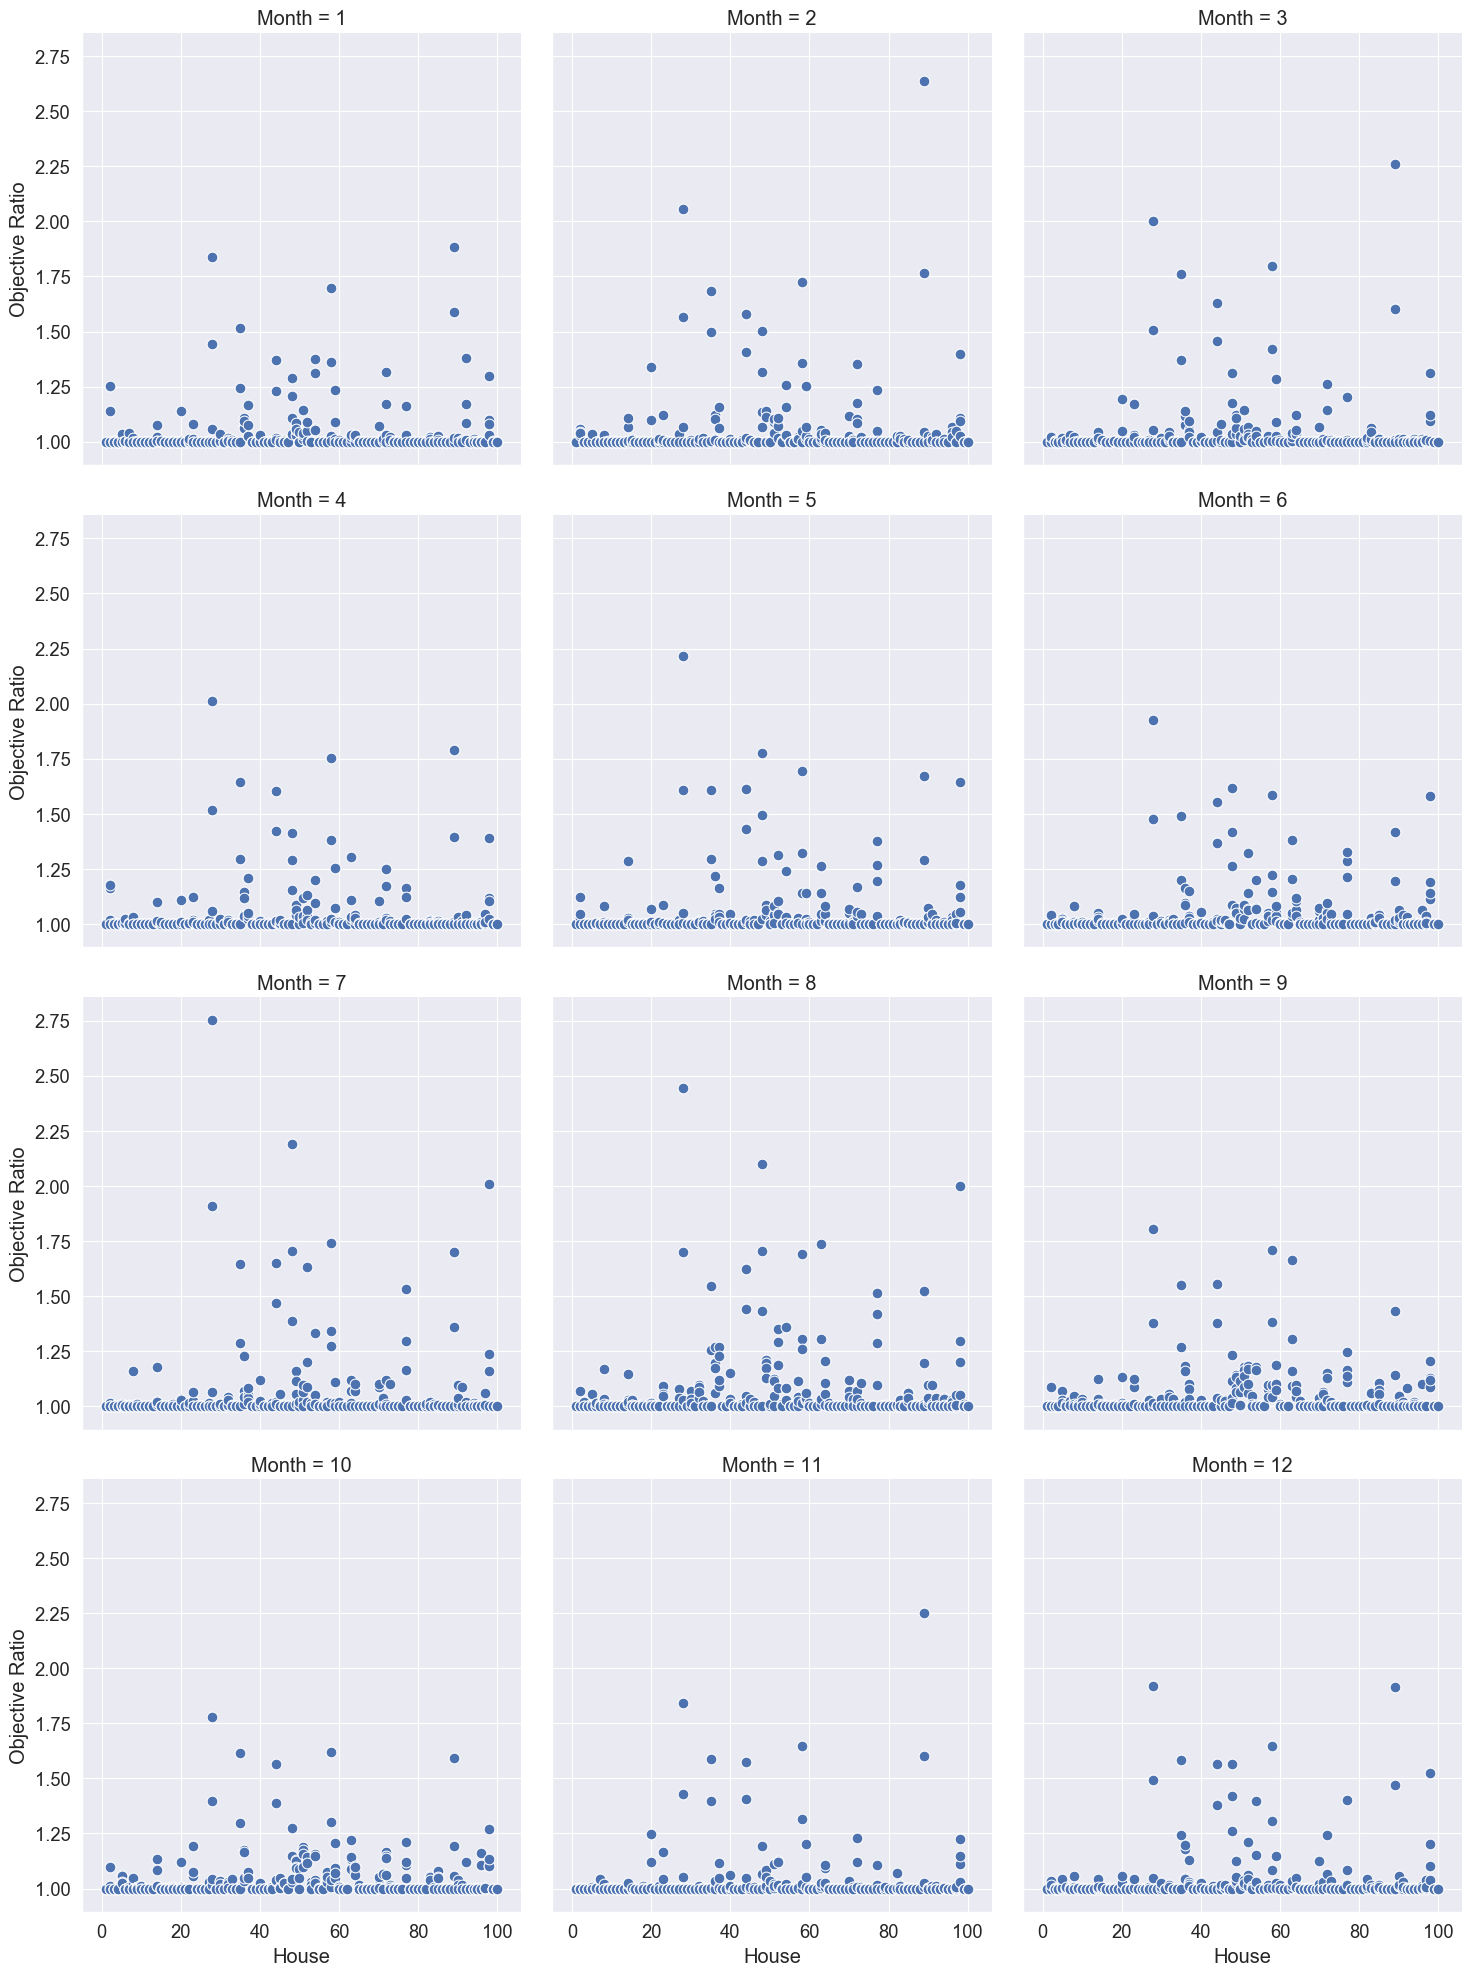 Month = 1
Month = 2
Month = 3
2.75
2.50
2.25
2.00
1.75
1.50
1.25
1.00
Objective Ratio
Month = 4
Month = 5
Month = 6
2.75
2.50
2.25
2.00
1.75
1.50
1.25
1.00
Objective Ratio
Month = 7
Month = 8
Month = 9
2.75
2.50
2.25
2.00
1.75
1.50
1.25
1.00
Objective Ratio
Month = 10
Month = 11
Month = 12
2.75
2.50
2.25
2.00
1.75
1.50
1.25
1.00
Objective Ratio
0 20 40 60 80 100
0 20 40 60 80 100
0 20 40 60 80 100
House
House
House